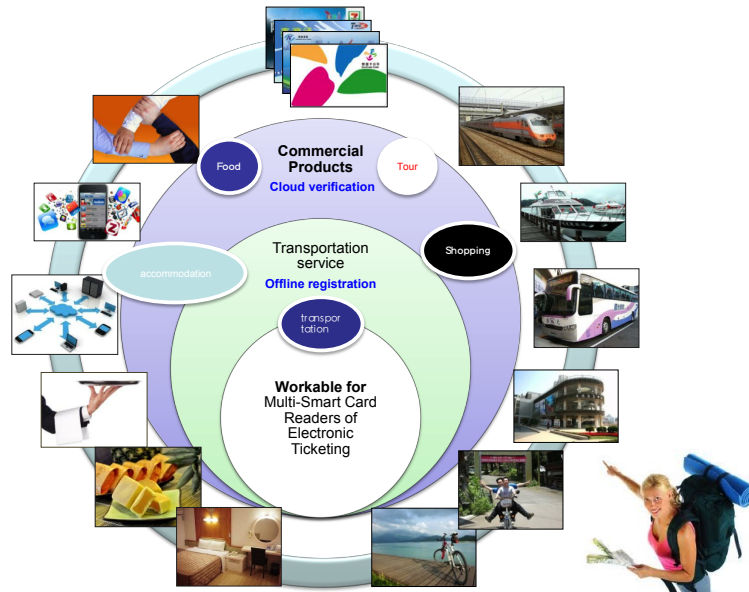 Commercial
Products
Cloud verification
Food
Tour
Shopping
accommodation
Transportation
service
Offline registration
transpor
tation
Workable for
Multi-Smart Card
Readers of
Electronic
Ticketing